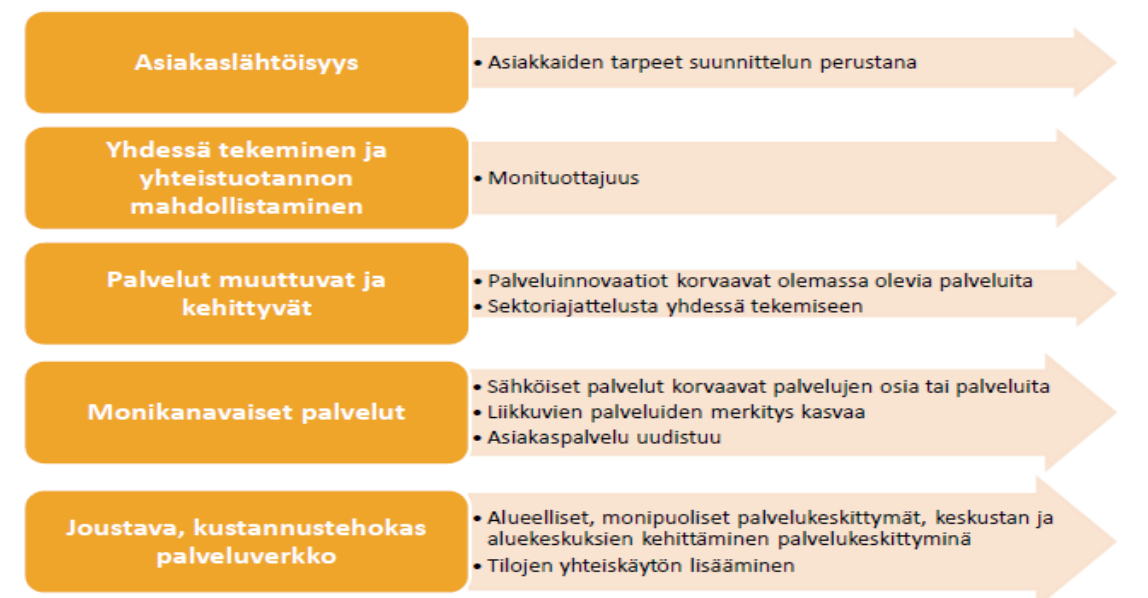 Asiakaslähtöisyys
• Asiakkaiden tarpeet suunnittelun perustana
Yhdessä tekeminen ja
yhteistuotannon
mahdollistaminen
• Monituottajuus
Palvelut muuttuvat ja
kehittyvät
• Palveluinnovaatiot korvaavat olemassa olevia palveluita
• Sektoriajattelusta yhdessä tekemiseen
Monikanavaiset palvelut
• Sähköiset palvelut korvaavat palvelujen osia tai palveluita
• Liikkuvien palveluiden merkitys kasvaa
• Asiakaspalvelu uudistuu
Joustava, kustannustehokas
palveluverkko
• Alueelliset, monipuoliset palvelukeskittymät, keskustan ja
aluekeskuksien kehittäminen palvelukeskittyminä
• Tilojen yhteiskäytön lisääminen